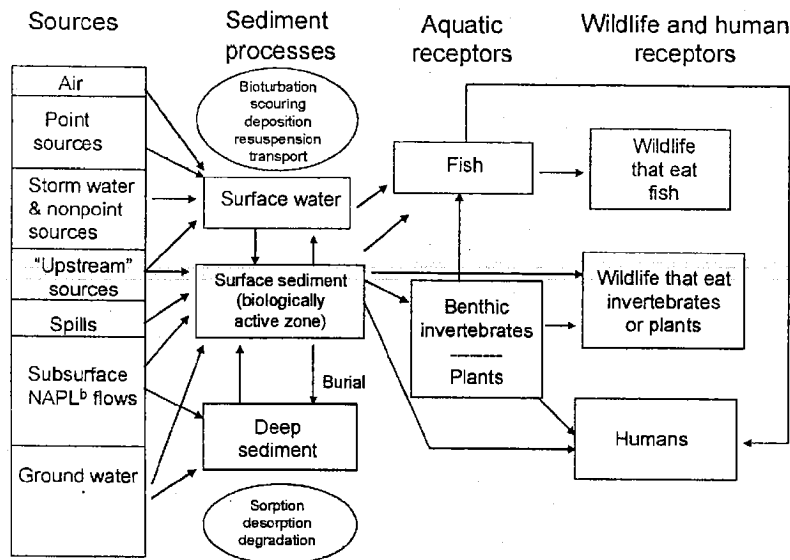 Sources
Sediment
processes
Aquatic
receptors
Wildlife and human
receptors
Air
Point
sources
Storm water
& nonpoint
sources
"Upstream"
sources
Spills
Subsurface
NAPLᵇ flows
Ground water
Bioturbation
scouring
deposition
resuspension
transport
Surface water
Surface sediment
(biologically
active zone)
Burial
Deep
sediment
Sorption
desorption
degradation
Fish
Benthic
invertebrates
Plants
Wildlife
that eat
fish
Wildlife that eat
invertebrates
or plants
Humans